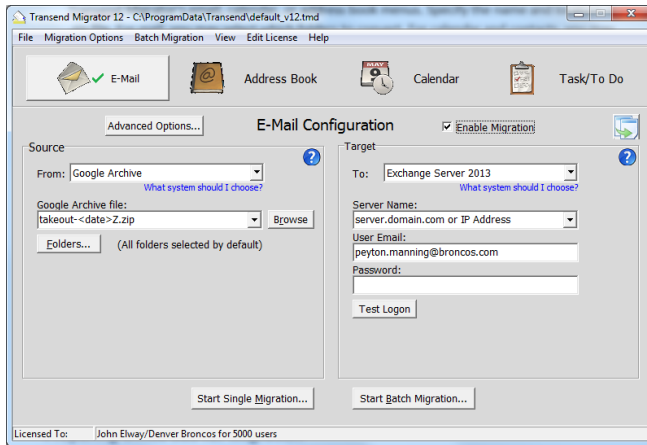 Transend Migrator 12 - C:\ProgramData\Transend\default_v12.tmd
File Migration Options Batch Migration View Edit License Help
E-Mail Address Book Calendar Task/To Do
MAY
9
Advanced Options... E-Mail Configuration Enable Migration
Source Target
From: Google Archive To: Exchange Server 2013
What system should I choose? What system should I choose?
Google Archive file: Server Name:
takeout-<date>Z.zip Browse server.domain.com or IP Address
Folders... (All folders selected by default) User Email:
peyton.manning@broncos.com
Password:
Test Logon
Start Single Migration... Start Batch Migration...
Licensed To: John Elway/Denver Broncos for 5000 users